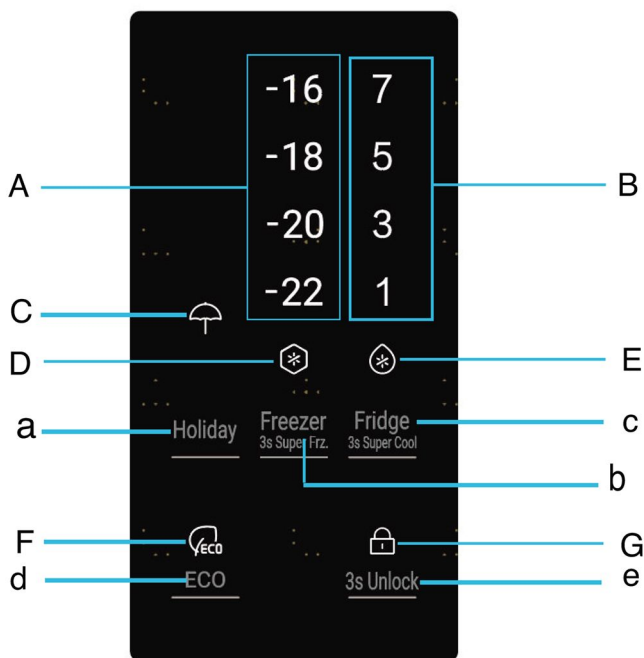 -16 7
-18 5
A B
-20 3
-22 1
C
D E
a Holiday Freezer Fridge c
3s Super Frz. 3s Super Cool
b
F ECO G
d ECO 3s Unlock e